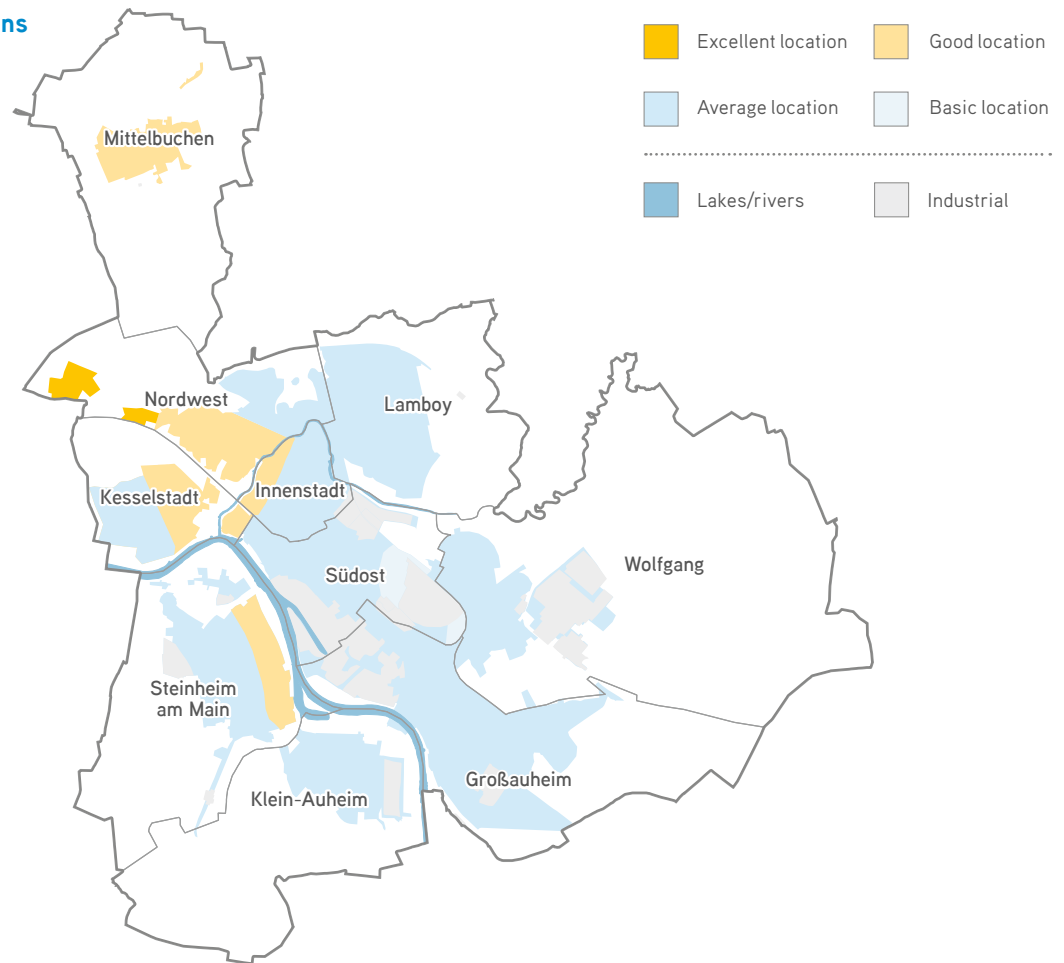 ns
Excellent location
Good location
Average location
Basic location
Lakes/rivers
Industrial
Mittelbuchen
Nordwest
Lamboy
Kesselstadt
Innenstadt
Wolfgang
Südost
Steinheim
am Main
Großauheim
Klein-Auheim